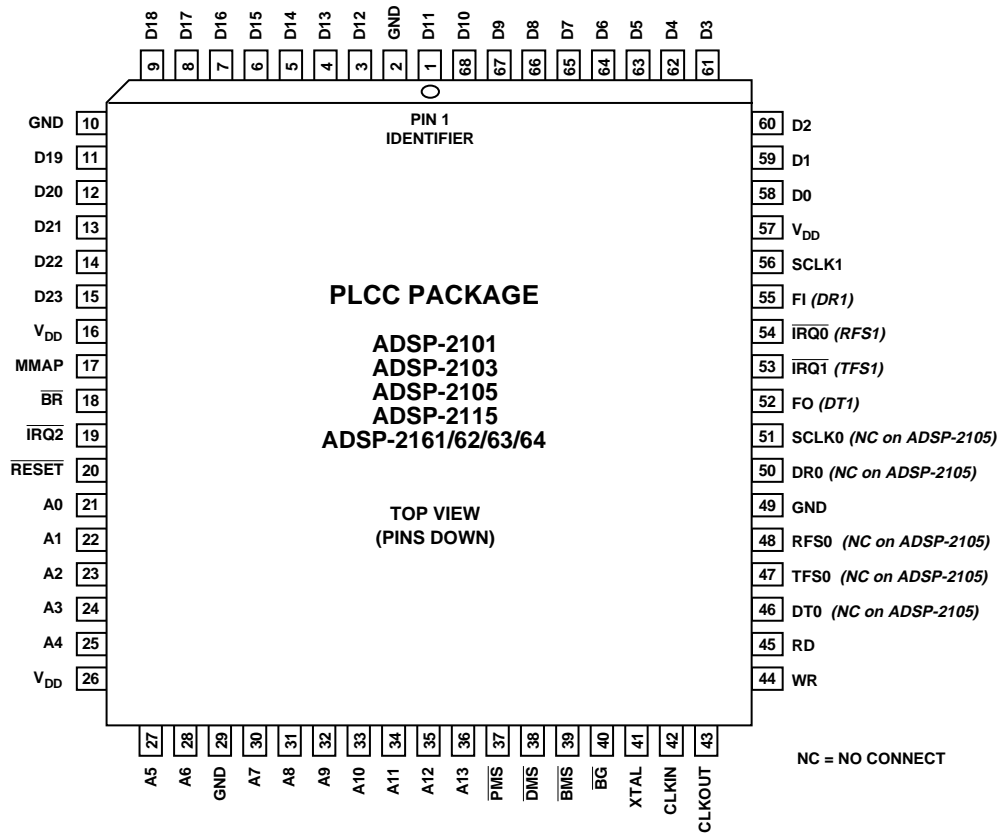 D18 D17 D16 D15 D14 D13 D12 GND D11 D10 D9 D8 D7 D6 D5 D4 D3
9 8 7 6 5 4 3 2 1 68 67 66 65 64 63 62 61
PIN 1
IDENTIFIER
GND 10
D19 11
D20 12
D21 13
D22 14
D23 15
VDD 16
MMAP 17
B̅R̅ 18
I̅R̅Q̅2̅ 19
R̅E̅S̅E̅T̅ 20
A0 21
A1 22
A2 23
A3 24
A4 25
VDD 26
PLCC PACKAGE
ADSP-2101
ADSP-2103
ADSP-2105
ADSP-2115
ADSP-2161/62/63/64
TOP VIEW
(PINS DOWN)
60 D2
59 D1
58 D0
57 VDD
56 SCLK1
55 FI (DR1)
54 I̅R̅Q̅0̅ (RFS1)
53 I̅R̅Q̅1̅ (TFS1)
52 FO (DT1)
51 SCLK0 (NC on ADSP-2105)
50 DR0 (NC on ADSP-2105)
49 GND
48 RFS0 (NC on ADSP-2105)
47 TFS0 (NC on ADSP-2105)
46 DT0 (NC on ADSP-2105)
45 RD
44 WR
27 28 29 30 31 32 33 34 35 36 37 38 39 40 41 42 43
A5 A6 GND A7 A8 A9 A10 A11 A12 A13 P̅M̅S̅ D̅M̅S̅ B̅M̅S̅ B̅G̅ XTAL CLKIN CLKOUT
NC = NO CONNECT